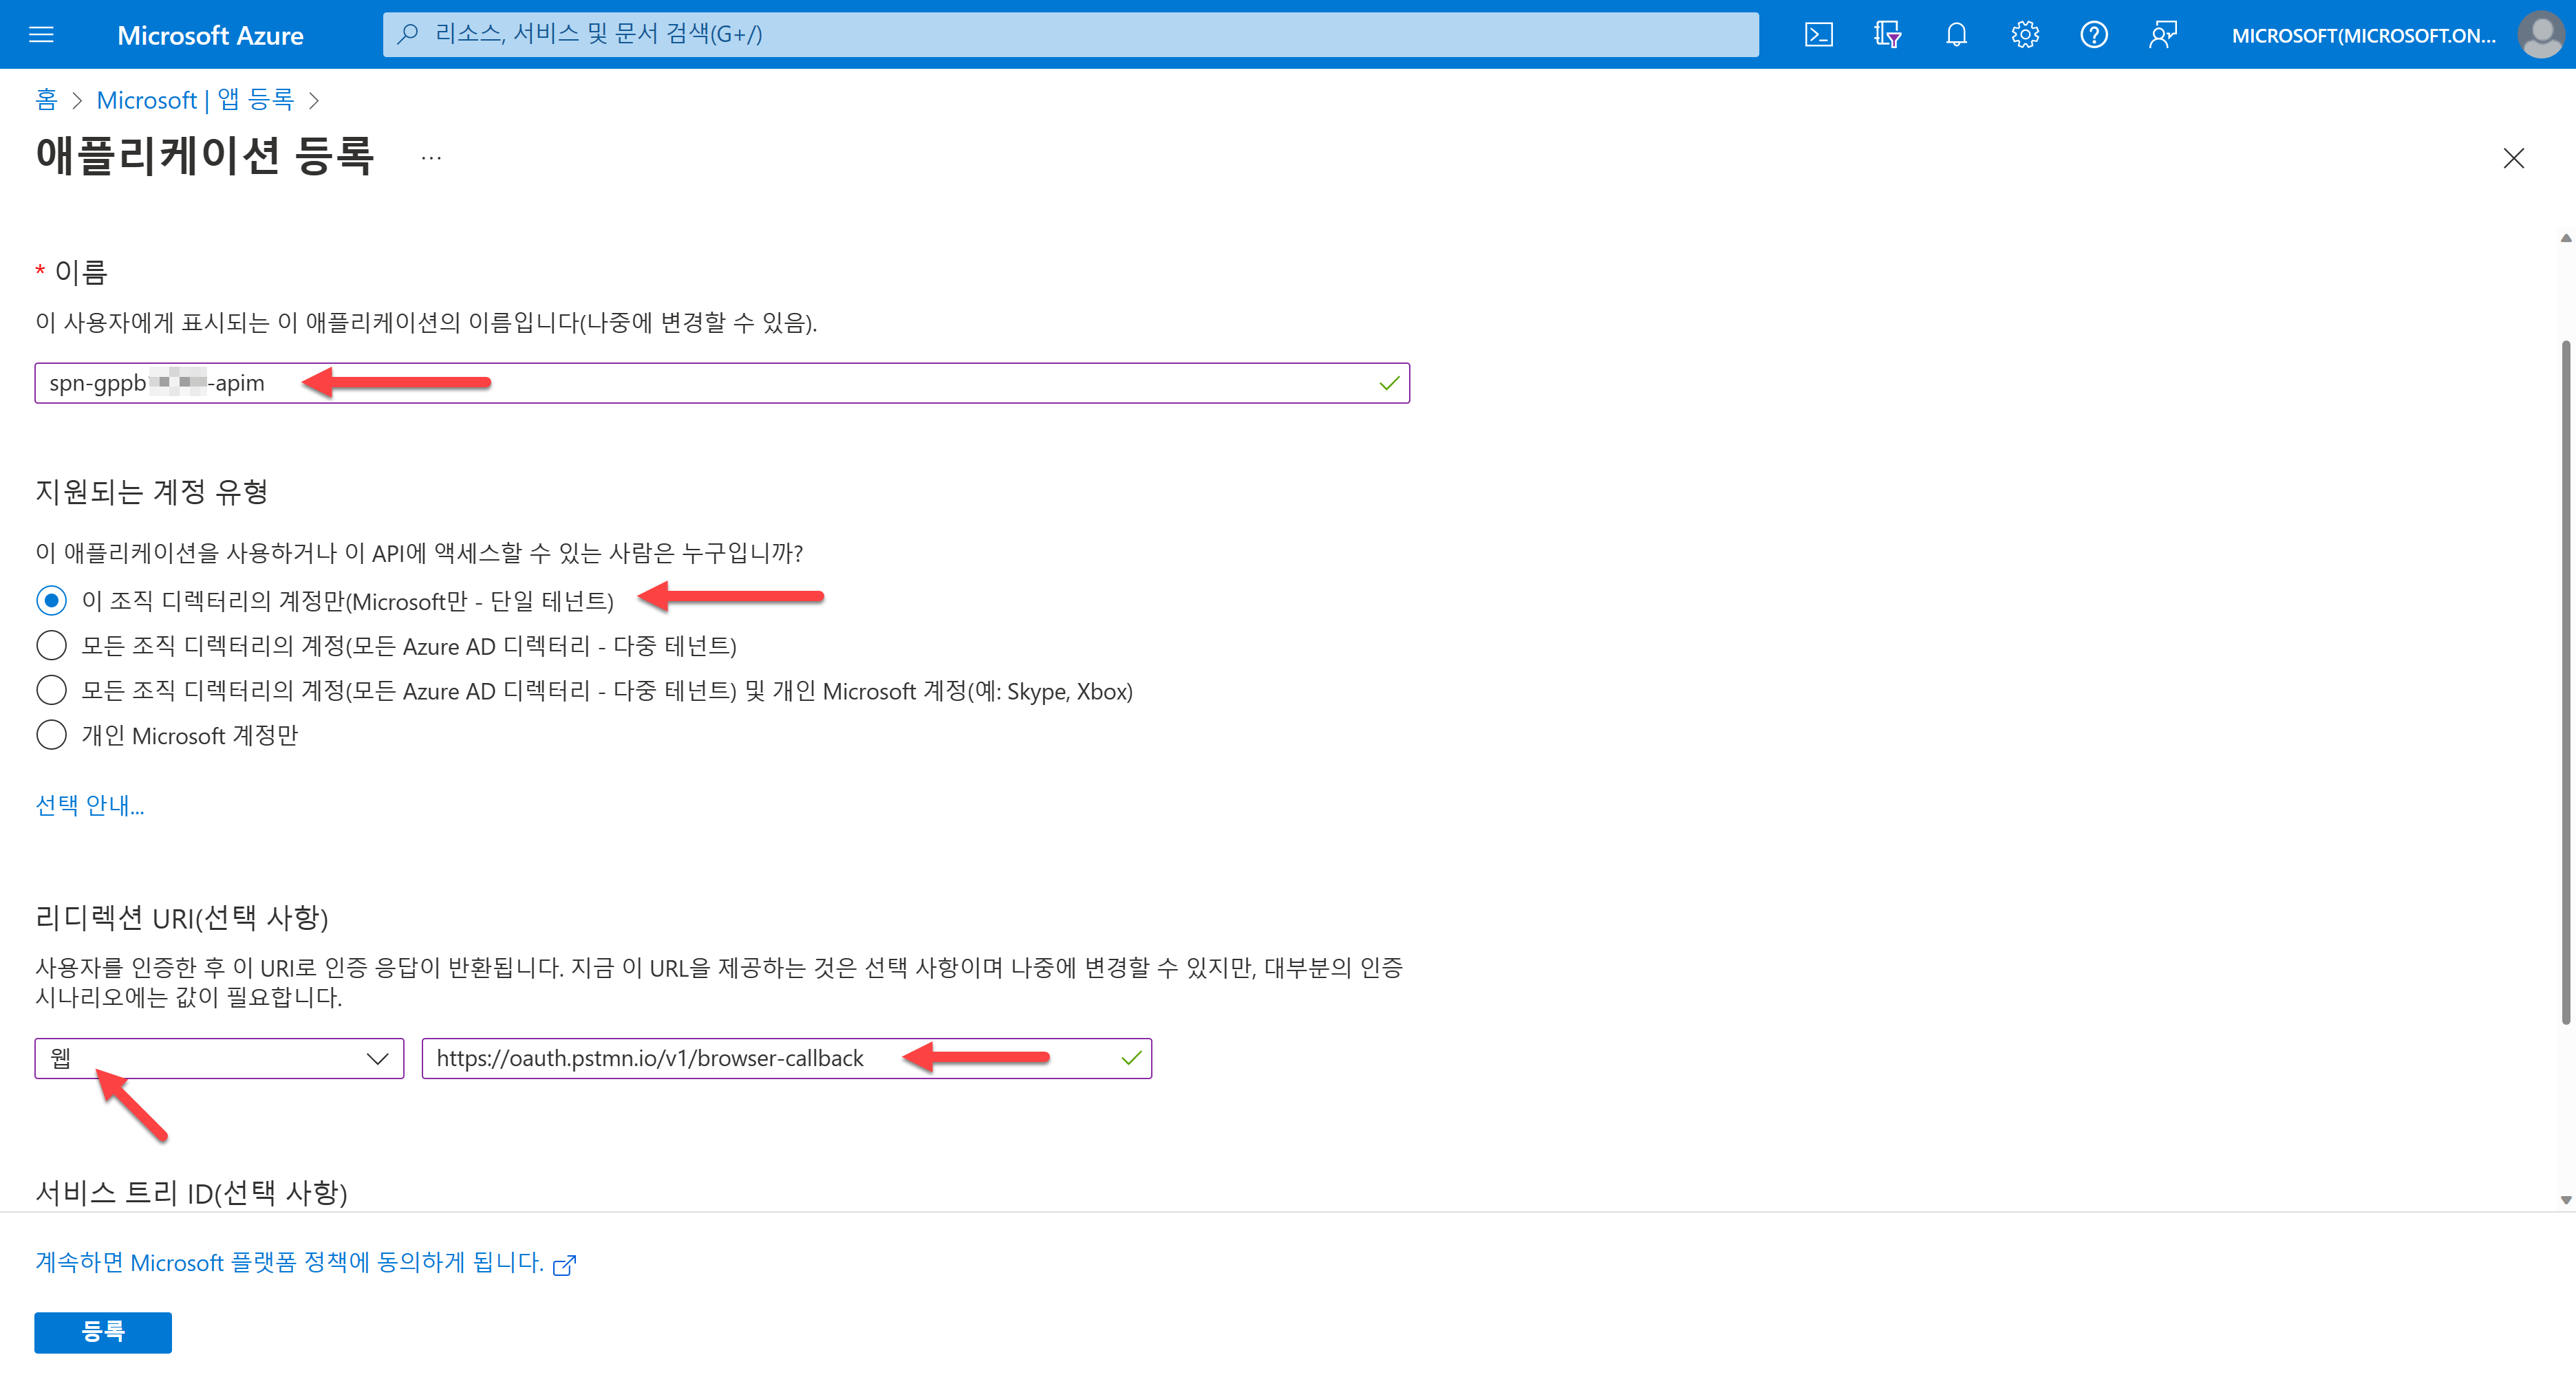 Microsoft Azure
리소스, 서비스 및 문서 검색(G+/)
MICROSOFT(MICROSOFT.ON...
홈 > Microsoft | 앱 등록 >
애플리케이션 등록 ...
* 이름
이 사용자에게 표시되는 이 애플리케이션의 이름입니다(나중에 변경할 수 있음).
spn-gppb -apim
지원되는 계정 유형
이 애플리케이션을 사용하거나 이 API에 액세스할 수 있는 사람은 누구입니까?
이 조직 디렉터리의 계정만(Microsoft만 - 단일 테넌트)
모든 조직 디렉터리의 계정(모든 Azure AD 디렉터리 - 다중 테넌트)
모든 조직 디렉터리의 계정(모든 Azure AD 디렉터리 - 다중 테넌트) 및 개인 Microsoft 계정(예: Skype, Xbox)
개인 Microsoft 계정만
선택 안내...
리디렉션 URI(선택 사항)
사용자를 인증한 후 이 URI로 인증 응답이 반환됩니다. 지금 이 URL을 제공하는 것은 선택 사항이며 나중에 변경할 수 있지만, 대부분의 인증
시나리오에는 값이 필요합니다.
웹
https://oauth.pstmn.io/v1/browser-callback
서비스 트리 ID(선택 사항)
계속하면 Microsoft 플랫폼 정책에 동의하게 됩니다.
등록